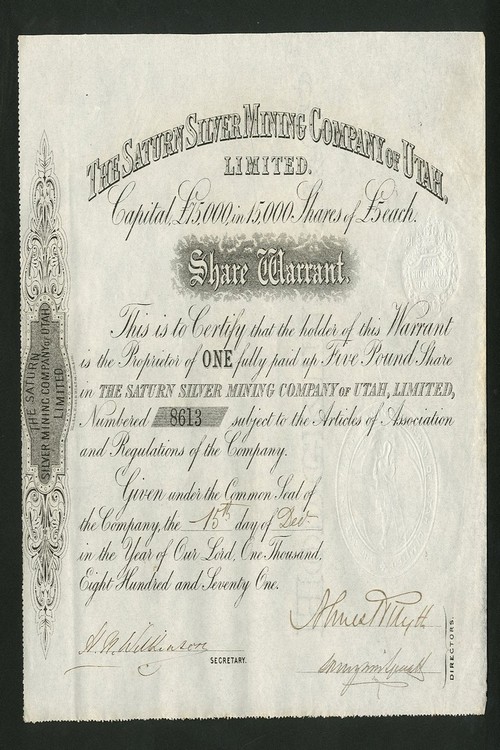 THE SATURN SILVER MINING COMPANY OF UTAH,
LIMITED.
Capital, £75,000, in 15,000 Shares of £5 each.
Share Warrant.
This is to Certify that the holder of this Warrant
is the Proprietor of ONE fully paid up Five Pound Share
in THE SATURN SILVER MINING COMPANY OF UTAH, LIMITED,
Numbered 8613 subject to the Articles of Association
and Regulations of the Company.
Given under the Common Seal of
the Company, the 15th day of Dec.
in the Year of Our Lord, One Thousand,
Eight Hundred and Seventy One.
SECRETARY.
DIRECTORS.
THE SATURN
SILVER MINING COMPANY OF UTAH
LIMITED